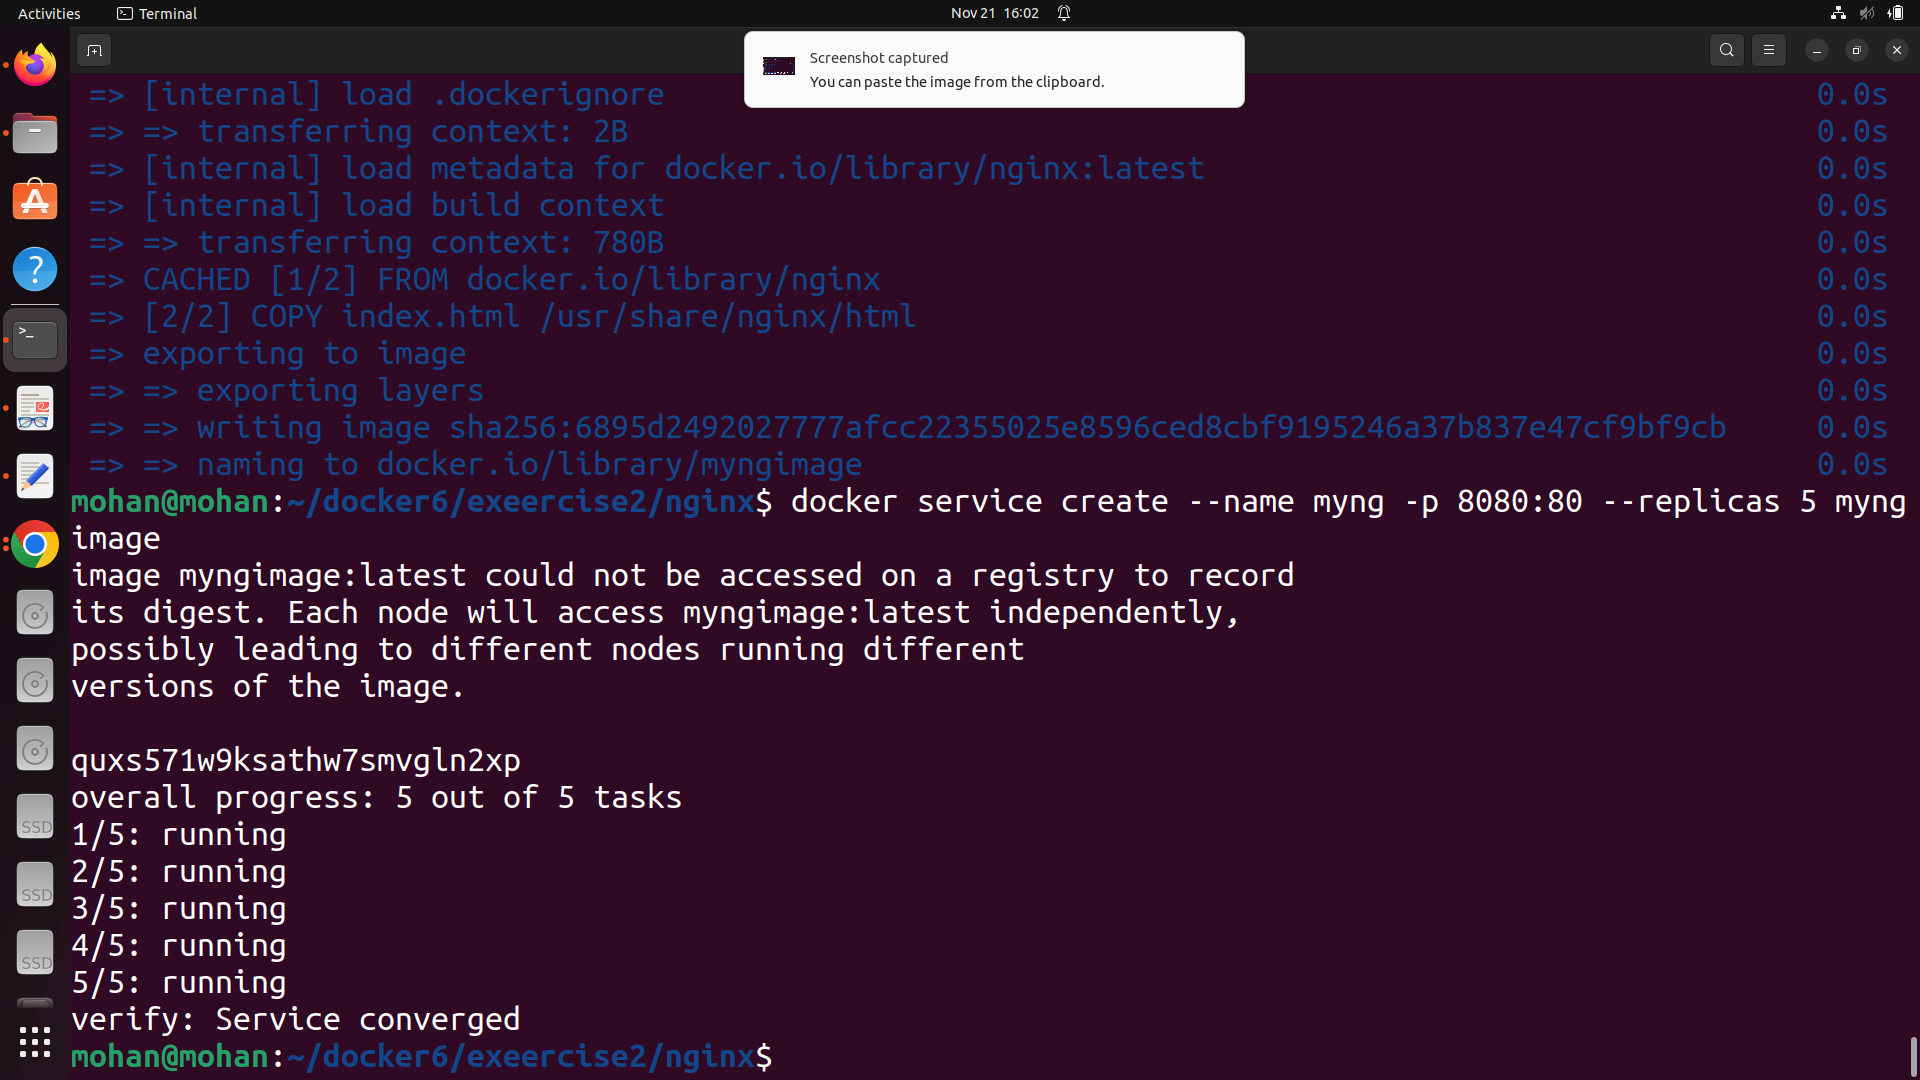 Activities
Terminal
Nov 21 16:02
Screenshot captured
You can paste the image from the clipboard.
=> [internal] load .dockerignore 0.0s
=> => transferring context: 2B 0.0s
=> [internal] load metadata for docker.io/library/nginx:latest 0.0s
=> [internal] load build context 0.0s
=> => transferring context: 780B 0.0s
=> CACHED [1/2] FROM docker.io/library/nginx 0.0s
=> [2/2] COPY index.html /usr/share/nginx/html 0.0s
=> exporting to image 0.0s
=> => exporting layers 0.0s
=> => writing image sha256:6895d2492027777afcc22355025e8596ced8cbf9195246a37b837e47cf9bf9cb 0.0s
=> => naming to docker.io/library/myngimage 0.0s
mohan@mohan:~/docker6/exeercise2/nginx$ docker service create --name myng -p 8080:80 --replicas 5 myng
image
image myngimage:latest could not be accessed on a registry to record
its digest. Each node will access myngimage:latest independently,
possibly leading to different nodes running different
versions of the image.
quxs571w9ksathw7smvgln2xp
overall progress: 5 out of 5 tasks
1/5: running
2/5: running
3/5: running
4/5: running
5/5: running
verify: Service converged
mohan@mohan:~/docker6/exeercise2/nginx$
SSD
SSD
SSD